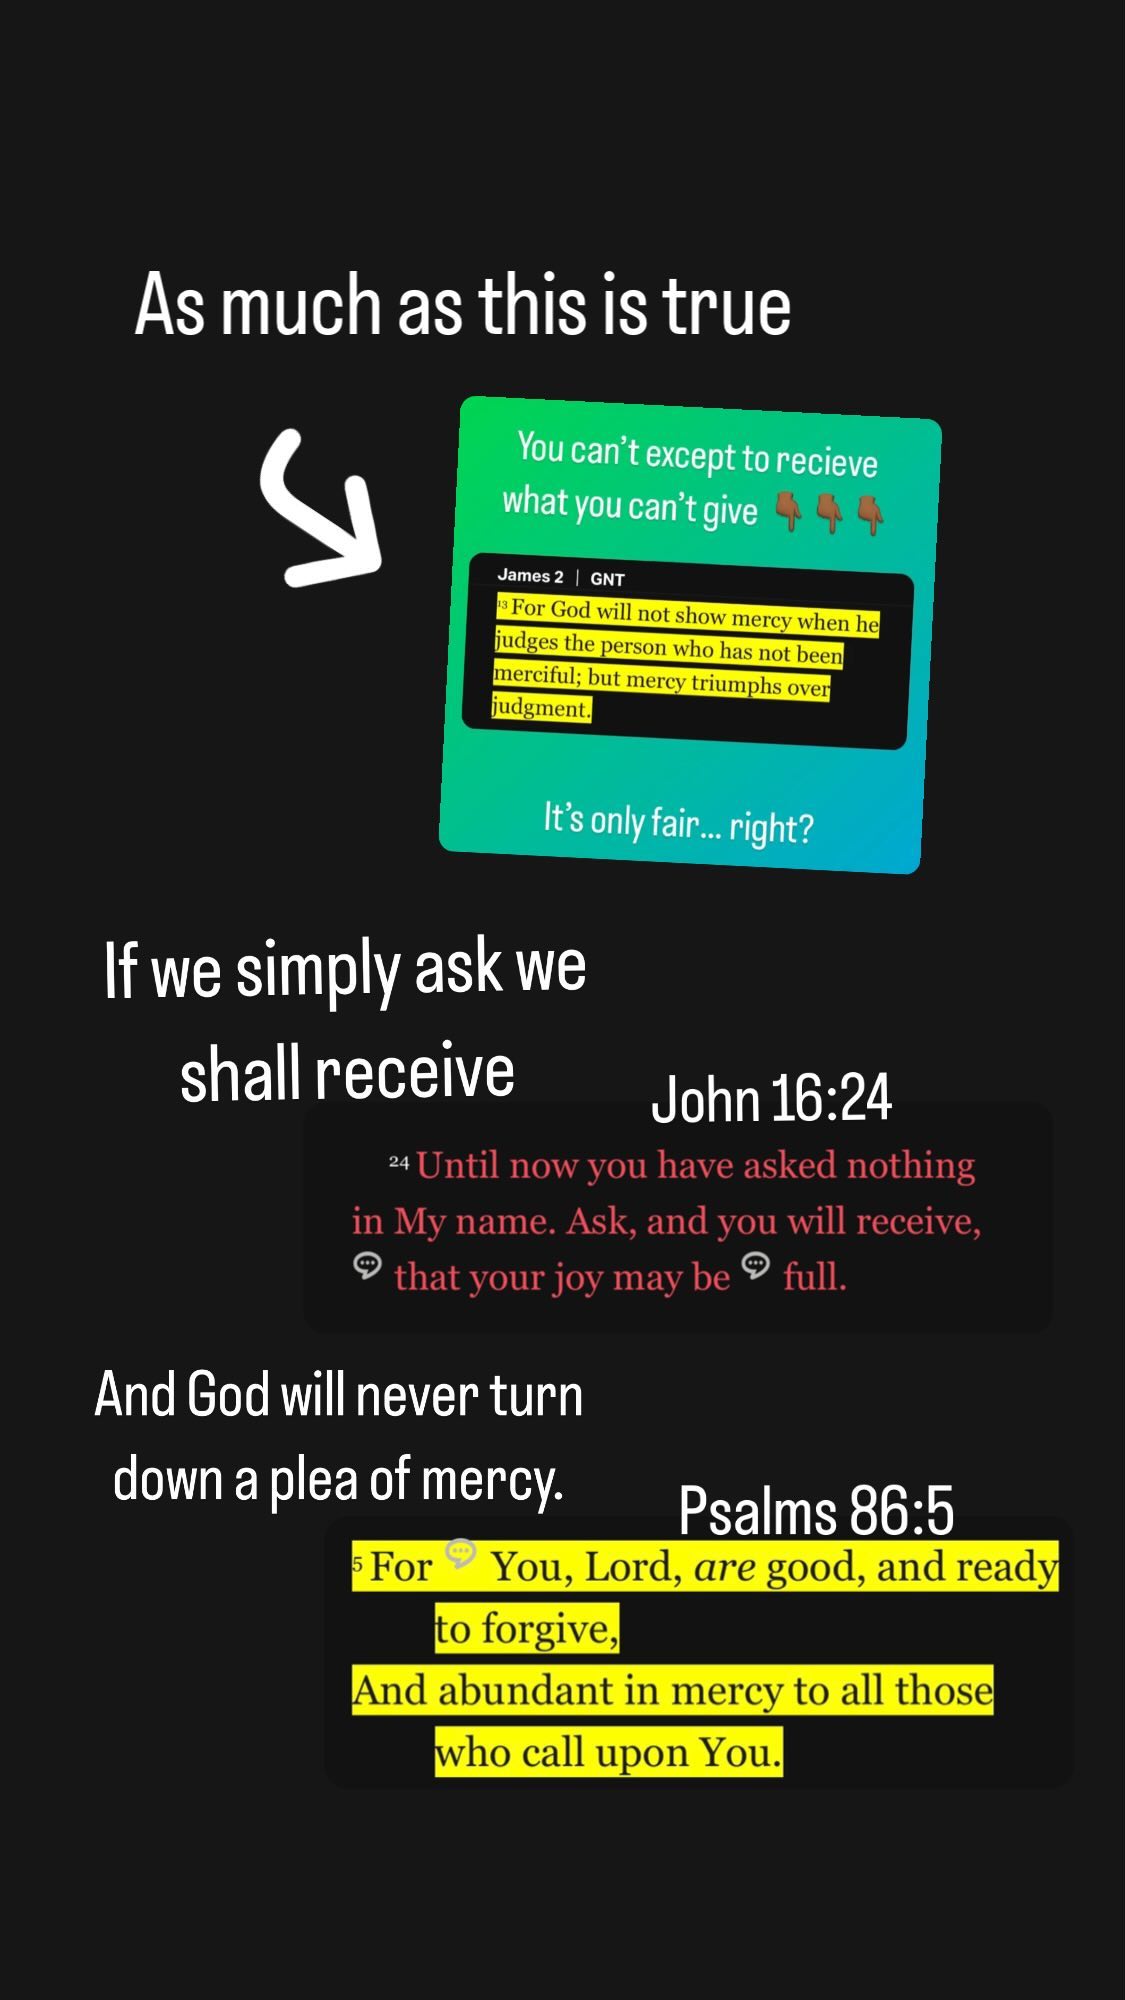 As much as this is true
You can't except to recieve
what you can't give 👇🏾👇🏾👇🏾
James 2 | GNT
13 For God will not show mercy when he
judges the person who has not been
merciful; but mercy triumphs over
judgment.
It's only fair... right?
If we simply ask we
shall receive
John 16:24
24 Until now you have asked nothing
in My name. Ask, and you will receive,
that your joy may be full.
And God will never turn
down a plea of mercy.
Psalms 86:5
5 For You, Lord, are good, and ready
to forgive,
And abundant in mercy to all those
who call upon You.